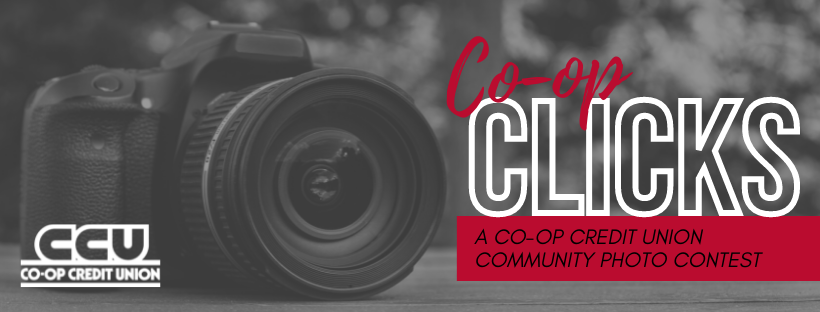 Co-op
CLICKS
A CO-OP CREDIT UNION
COMMUNITY PHOTO CONTEST
CCU
CO-OP CREDIT UNION